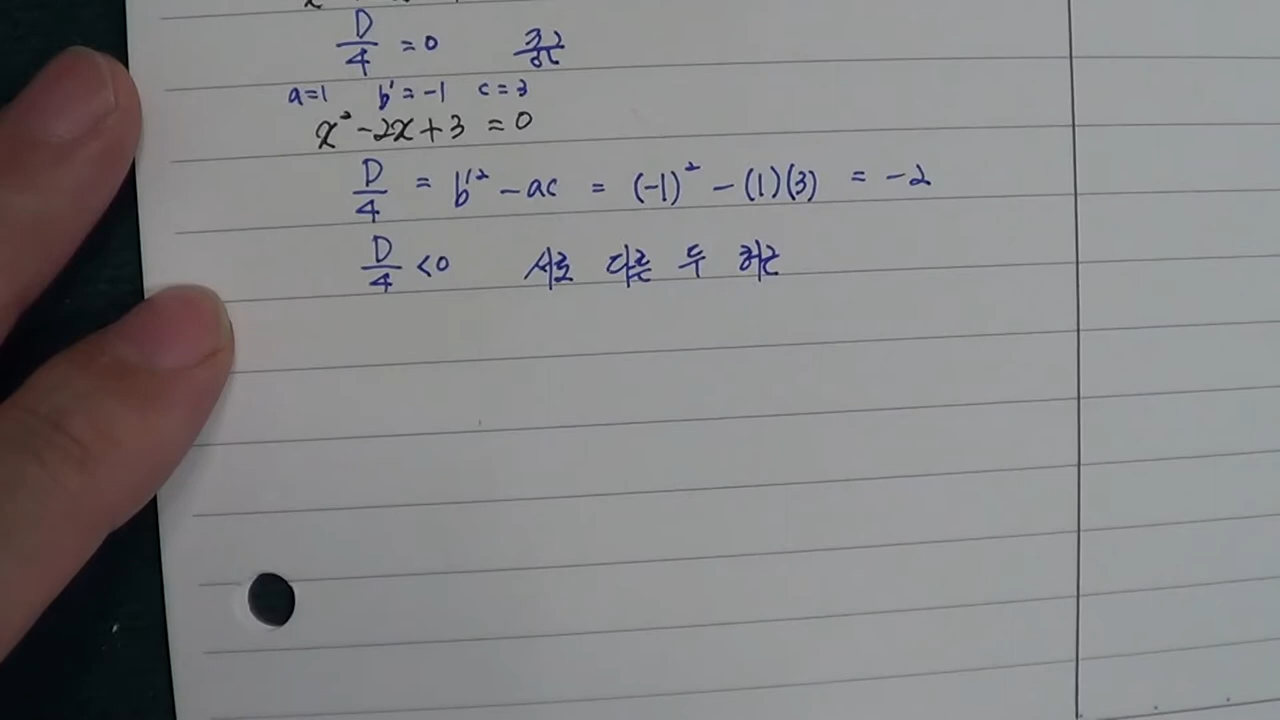 D/4 = 0 중근
a=1 b'=-1 c=3
x² -2x+3 =0
D/4 = b'² - ac = (-1)² - (1)(3) = -2
D/4 <0 서로 다른 두 허근